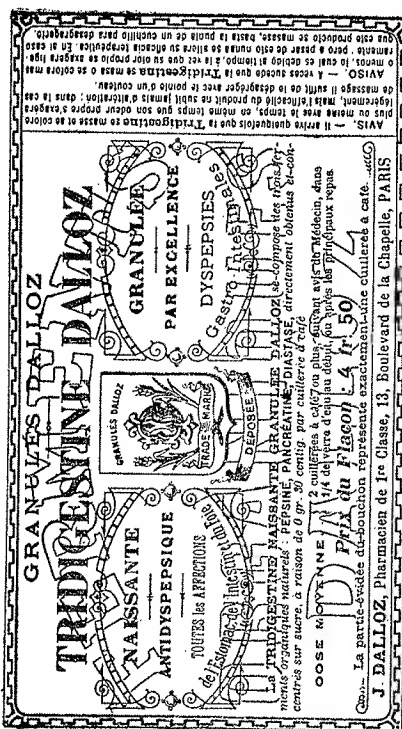 GRANULES DALLOZ
TRIDIGESTINE DALLOZ
NAISSANTE
ANTIDYSPEPSIQUE
TOUTES les AFFECTIONS
de l'Estomac, de l'Intestin
GRANULÉS DALLOZ
TRADE MARKE
DÉPOSÉE
GRANULÉE
PAR EXCELLENCE
DYSPEPSIES
Gastro Intestinales
La TRIDIGESTINE NAISSANTE GRANULÉE DALLOZ se compose des trois fer-
ments organiques naturels: PEPSINE, PANCRÉATINE, DIASTASE, directement obtenus et con-
centrés sur sucre, à raison de 0 gr. 30 centig. par cuillerée à café
DOSE MOYENNE
2 cuillerées à café, ou plus, suivant avis de Médecin, dans
1/4 de verre d'eau, au début, ou après les principaux repas.
Prix du Flacon : 4 fr. 50
La partie évidée du bouchon représente exactement une cuillerée à café.
J. DALLOZ, Pharmacien de 1re Classe, 13, Boulevard de la Chapelle, PARIS
AVIS. — Il arrive quelquefois que la Tridigestine se masse et se colore
plus ou moins avec le temps, en même temps que son odeur propre s'exagère
légèrement, mais l'efficacité du produit ne subit jamais d'altération ; dans le cas
de massage il suffit de le désagréger avec la pointe d'un couteau.
AVISO. — A veces sucede que la Tridigestina se masa o se colora mas
o menos, lo cual es debido al tiempo, à la vez que su olor propio se exagera lige-
ramente ; pero a pesar de esto nunca se altera su eficacia terapeutica. En el caso
que este producto se masase, basta la punta de un cuchillo para desagregarlo.